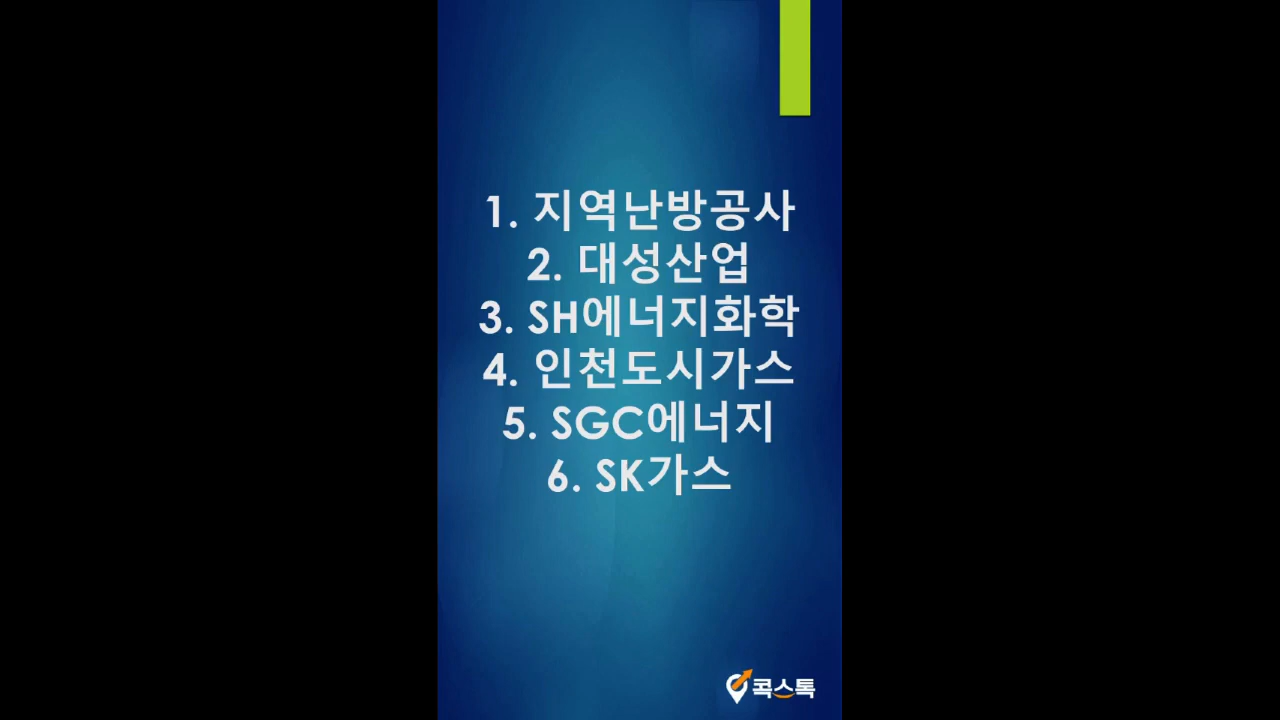 1. 지역난방공사
2. 대성산업
3. SH에너지화학
4. 인천도시가스
5. SGC에너지
6. SK가스
콕스톡